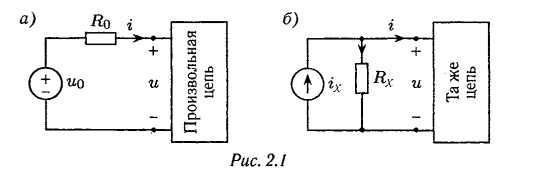 а)
R₀
i
+
u₀
u
−
Произвольная
цепь
б)
i
+
iₓ
Rₓ
u
−
Та же
цепь
Рис. 2.1